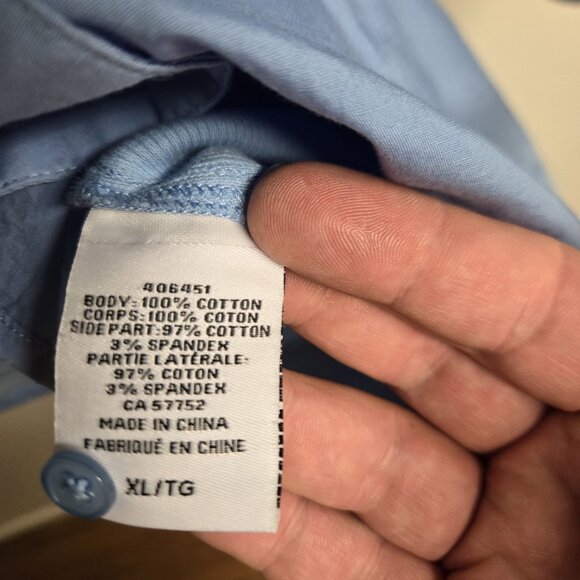 406451
BODY: 100% COTTON
CORPS: 100% COTON
SIDE PART: 97% COTTON
3% SPANDEX
PARTIE LATÉRALE:
97% COTON
3% SPANDEX
CA 57752
MADE IN CHINA
FABRIQUÉ EN CHINE
XL/TG